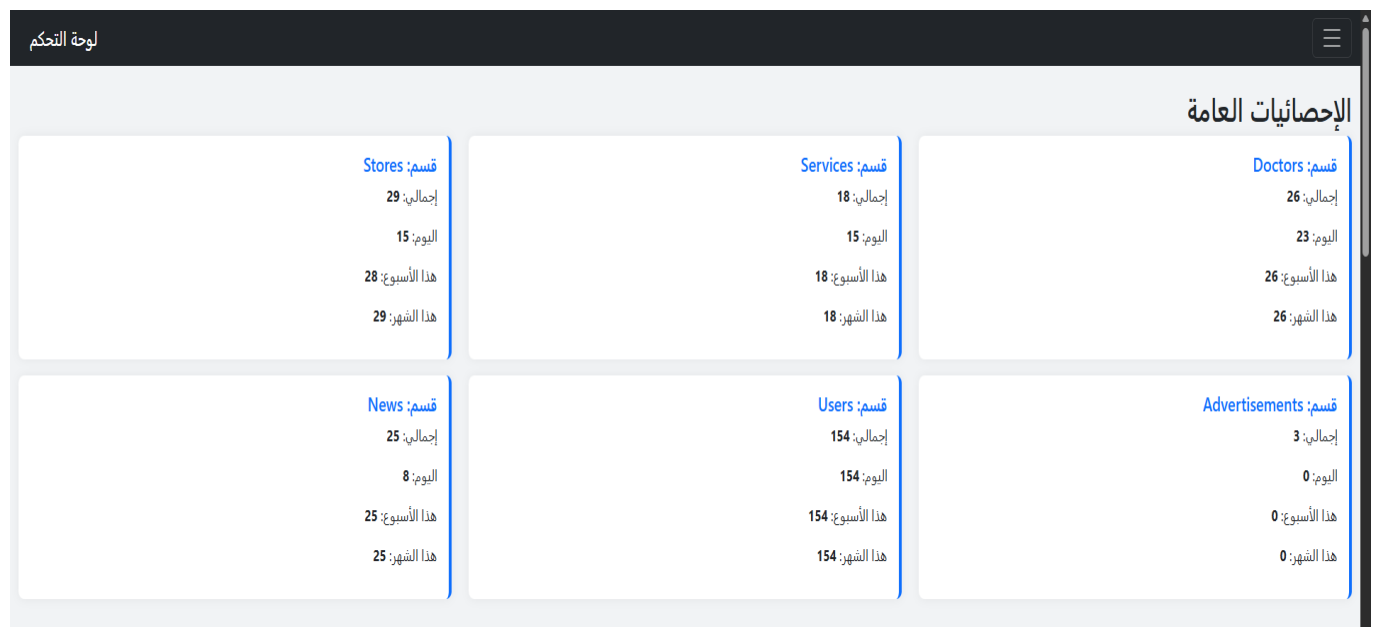 لوحة التحكم
الإحصائيات العامة
قسم: Doctors
إجمالي: 26
اليوم: 23
هذا الأسبوع: 26
هذا الشهر: 26
قسم: Services
إجمالي: 18
اليوم: 15
هذا الأسبوع: 18
هذا الشهر: 18
قسم: Stores
إجمالي: 29
اليوم: 15
هذا الأسبوع: 28
هذا الشهر: 29
قسم: Advertisements
إجمالي: 3
اليوم: 0
هذا الأسبوع: 0
هذا الشهر: 0
قسم: Users
إجمالي: 154
اليوم: 154
هذا الأسبوع: 154
هذا الشهر: 154
قسم: News
إجمالي: 25
اليوم: 8
هذا الأسبوع: 25
هذا الشهر: 25